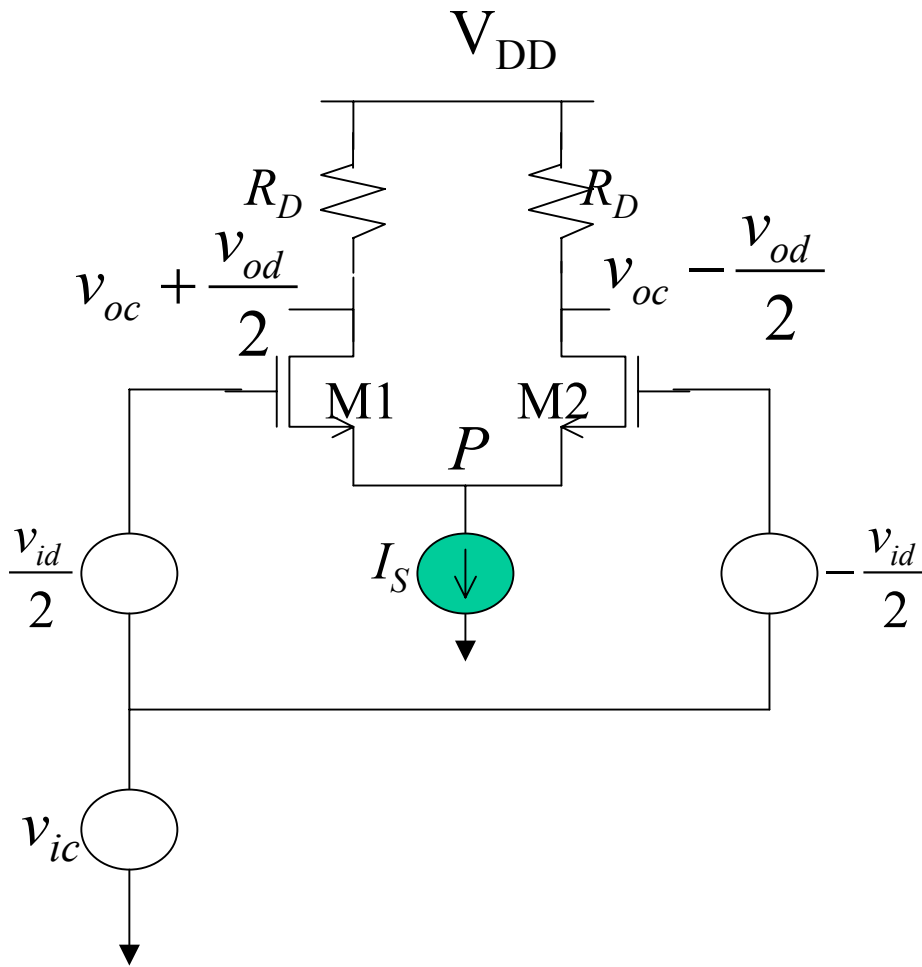 V_DD
R_D
R_D
v_oc + v_od/2
v_oc − v_od/2
M1
M2
P
v_id/2
I_S
− v_id/2
v_ic